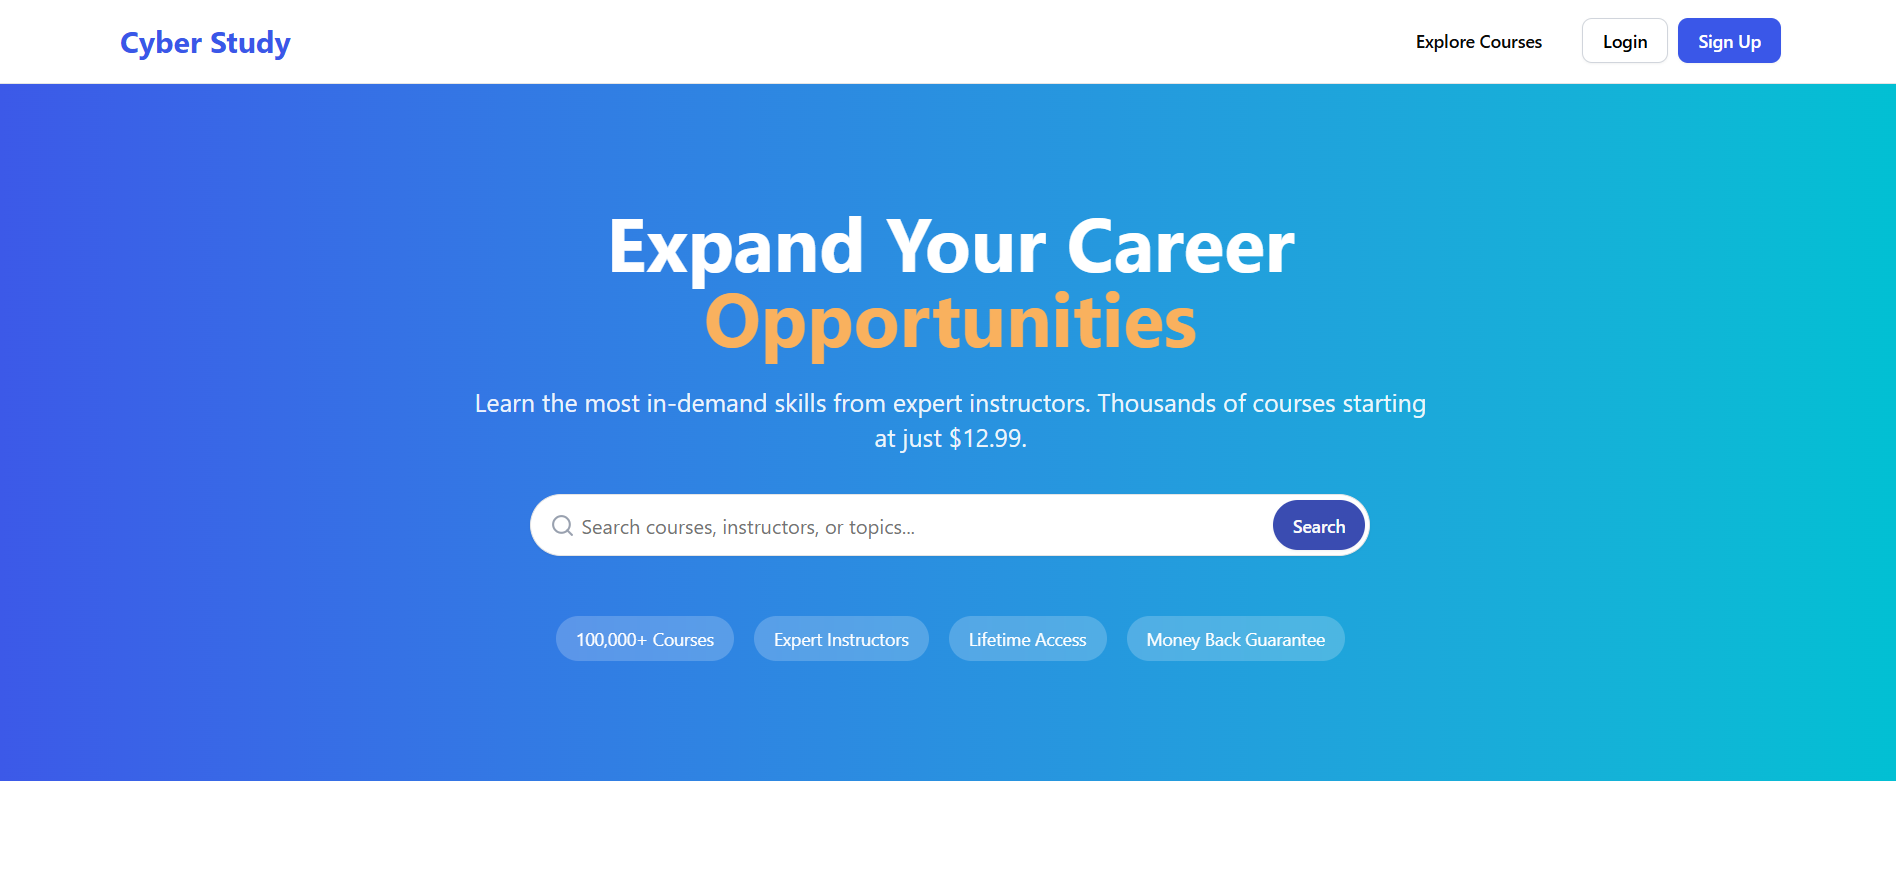 Cyber Study
Explore Courses
Login
Sign Up
Expand Your Career
Opportunities
Learn the most in-demand skills from expert instructors. Thousands of courses starting
at just $12.99.
Search courses, instructors, or topics...
Search
100,000+ Courses
Expert Instructors
Lifetime Access
Money Back Guarantee